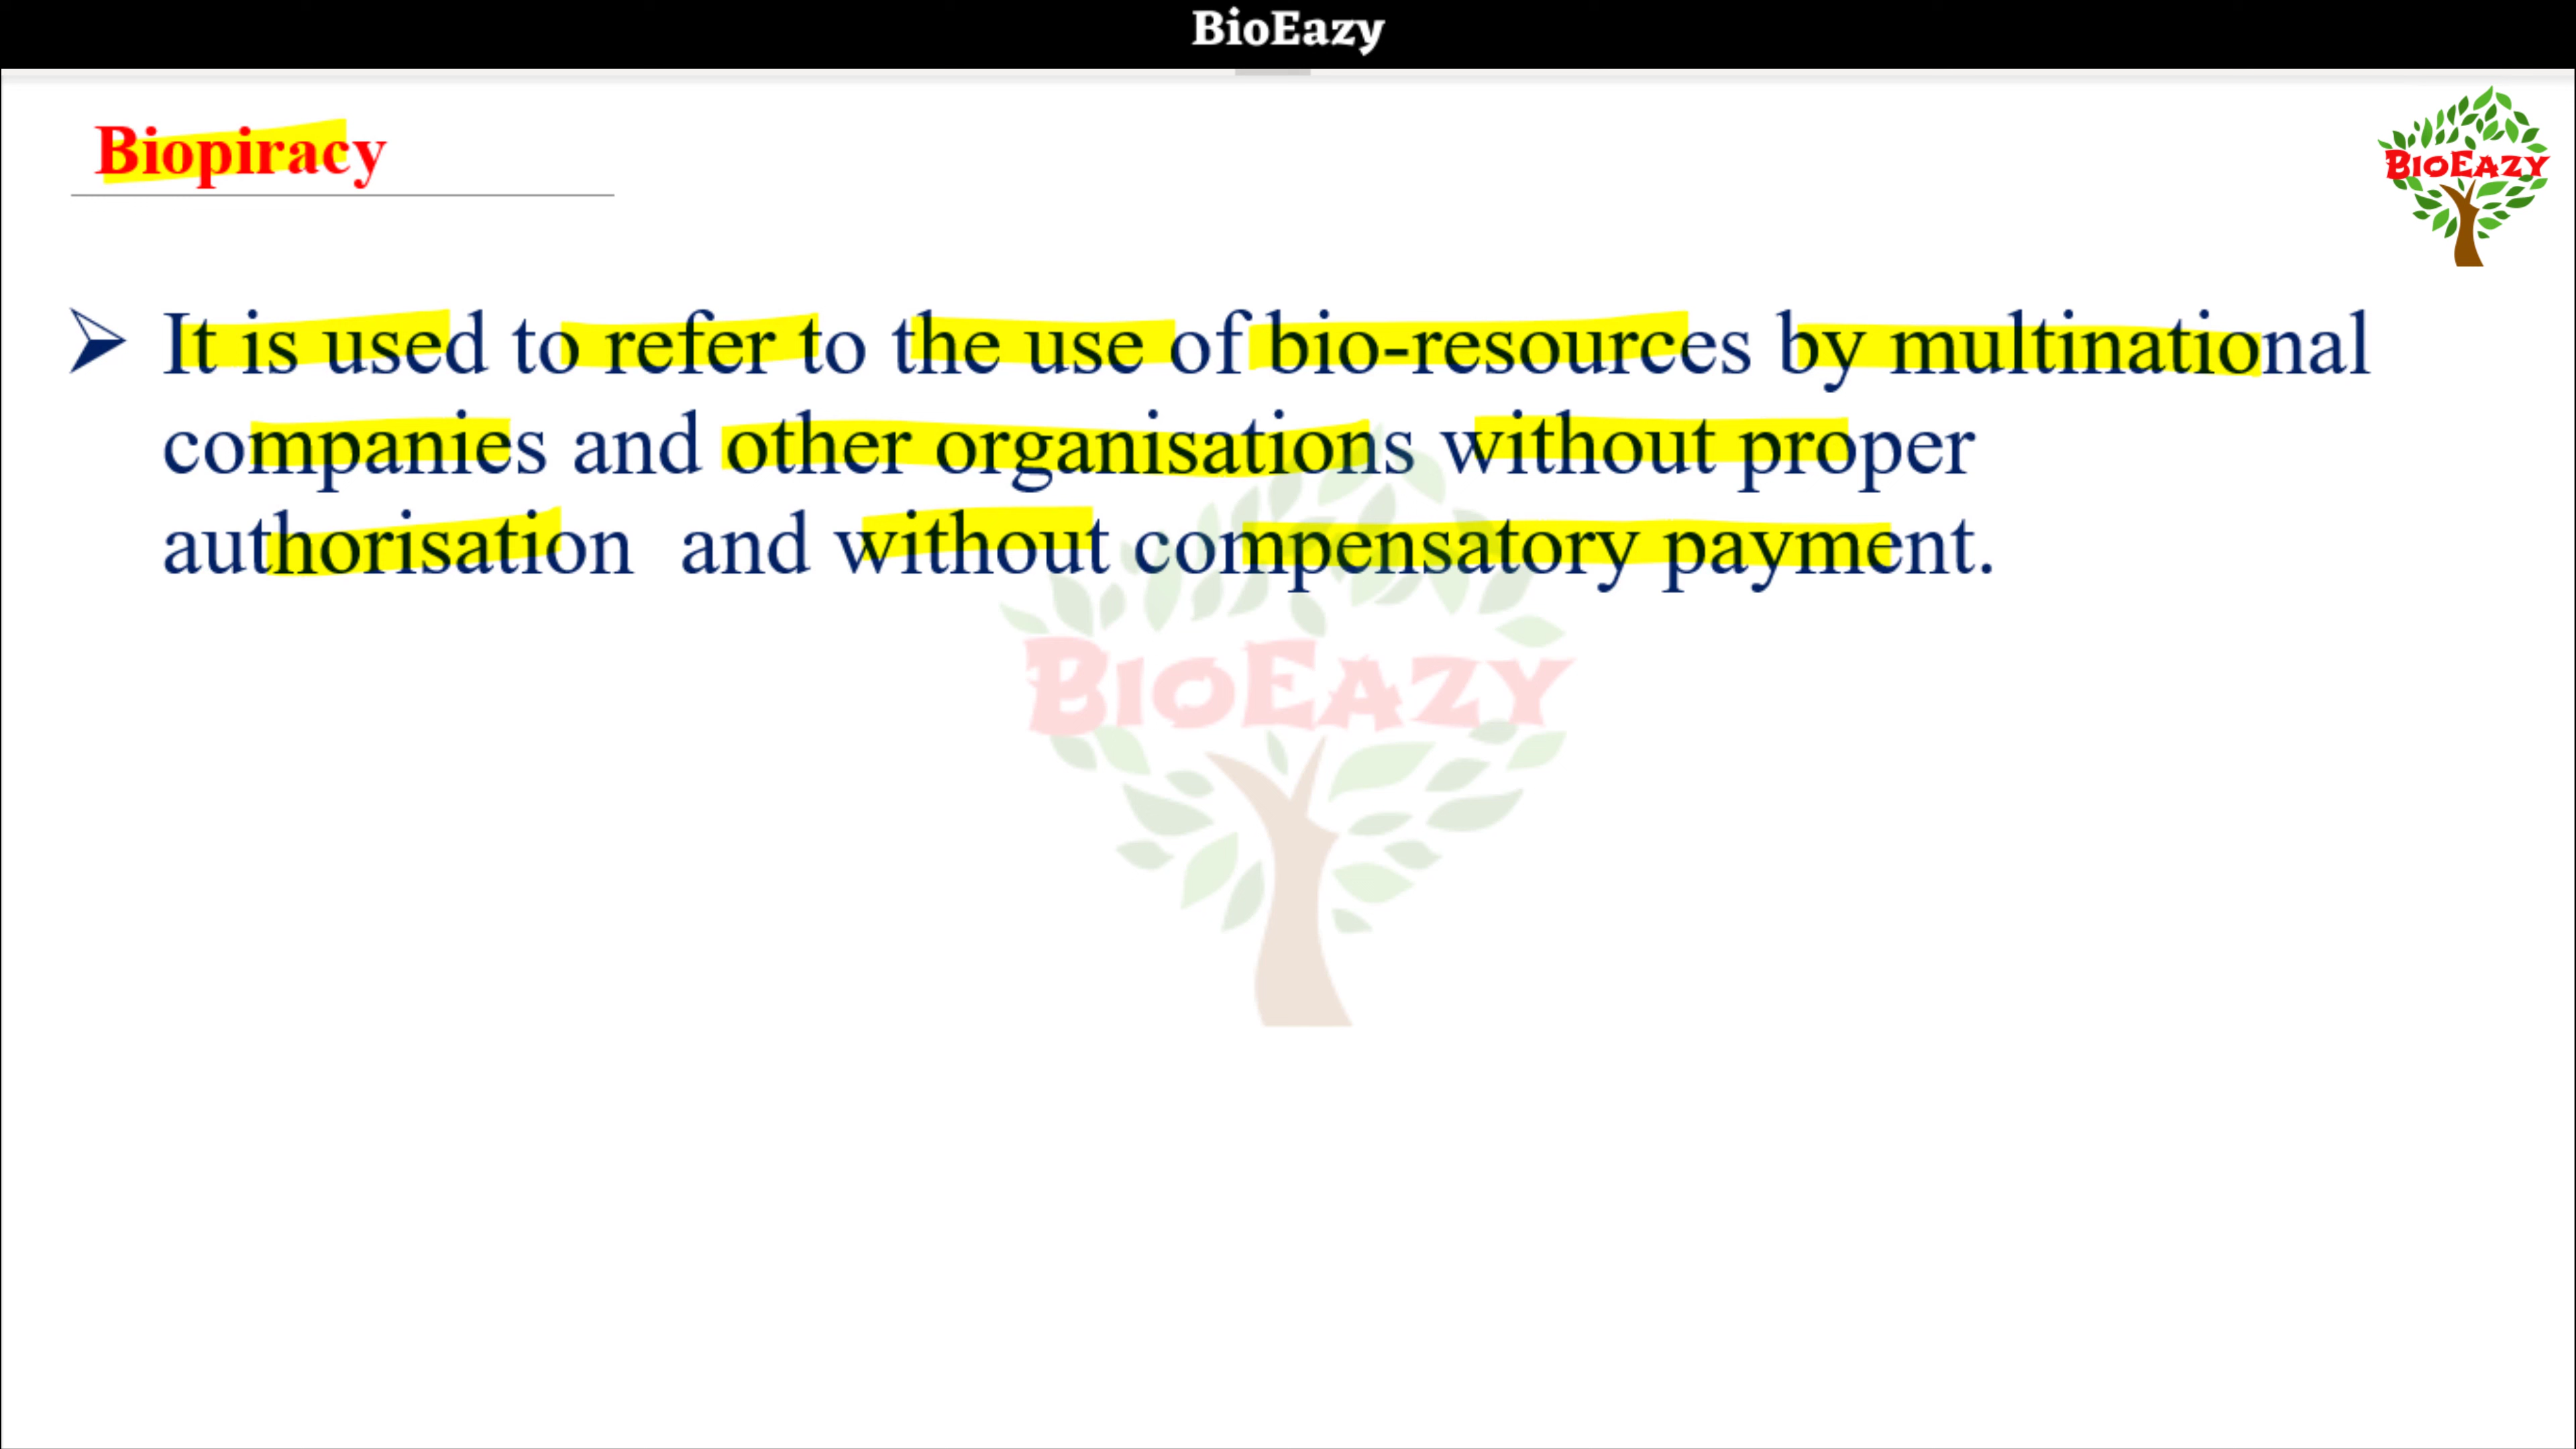 BioEazy
Biopiracy
BIOEAZY
➢ It is used to refer to the use of bio-resources by multinational
companies and other organisations without proper
authorisation and without compensatory payment.
BIOEAZY